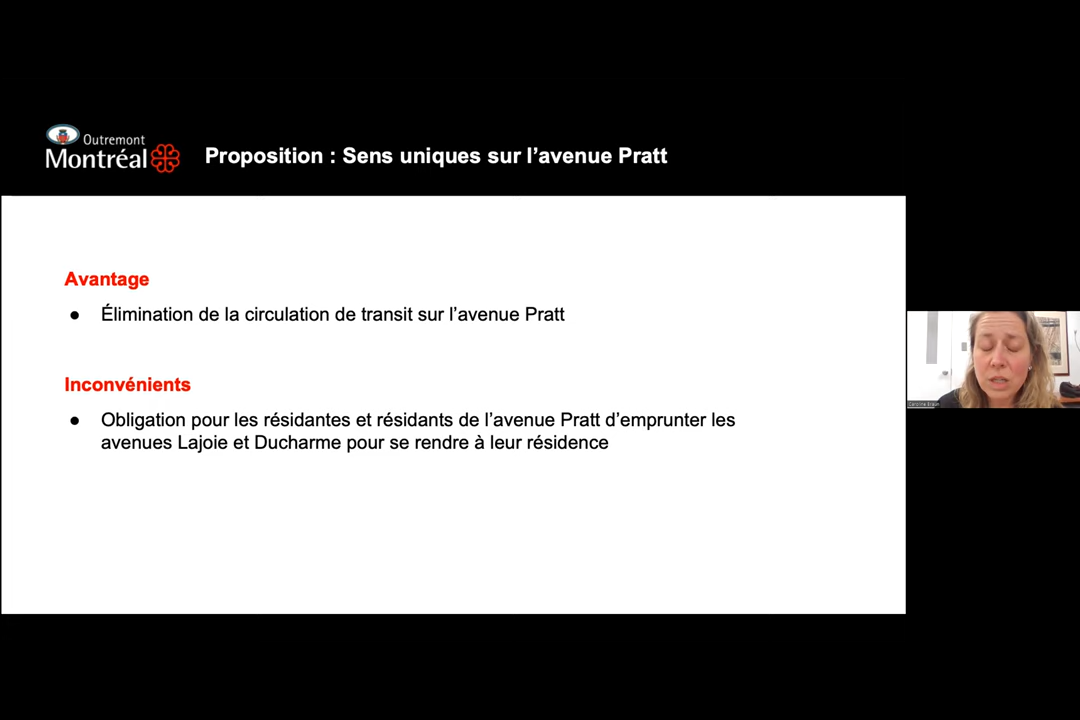 Outremont
Montréal
Proposition : Sens uniques sur l’avenue Pratt
Avantage
● Élimination de la circulation de transit sur l’avenue Pratt
Inconvénients
● Obligation pour les résidantes et résidants de l’avenue Pratt d’emprunter les
avenues Lajoie et Ducharme pour se rendre à leur résidence